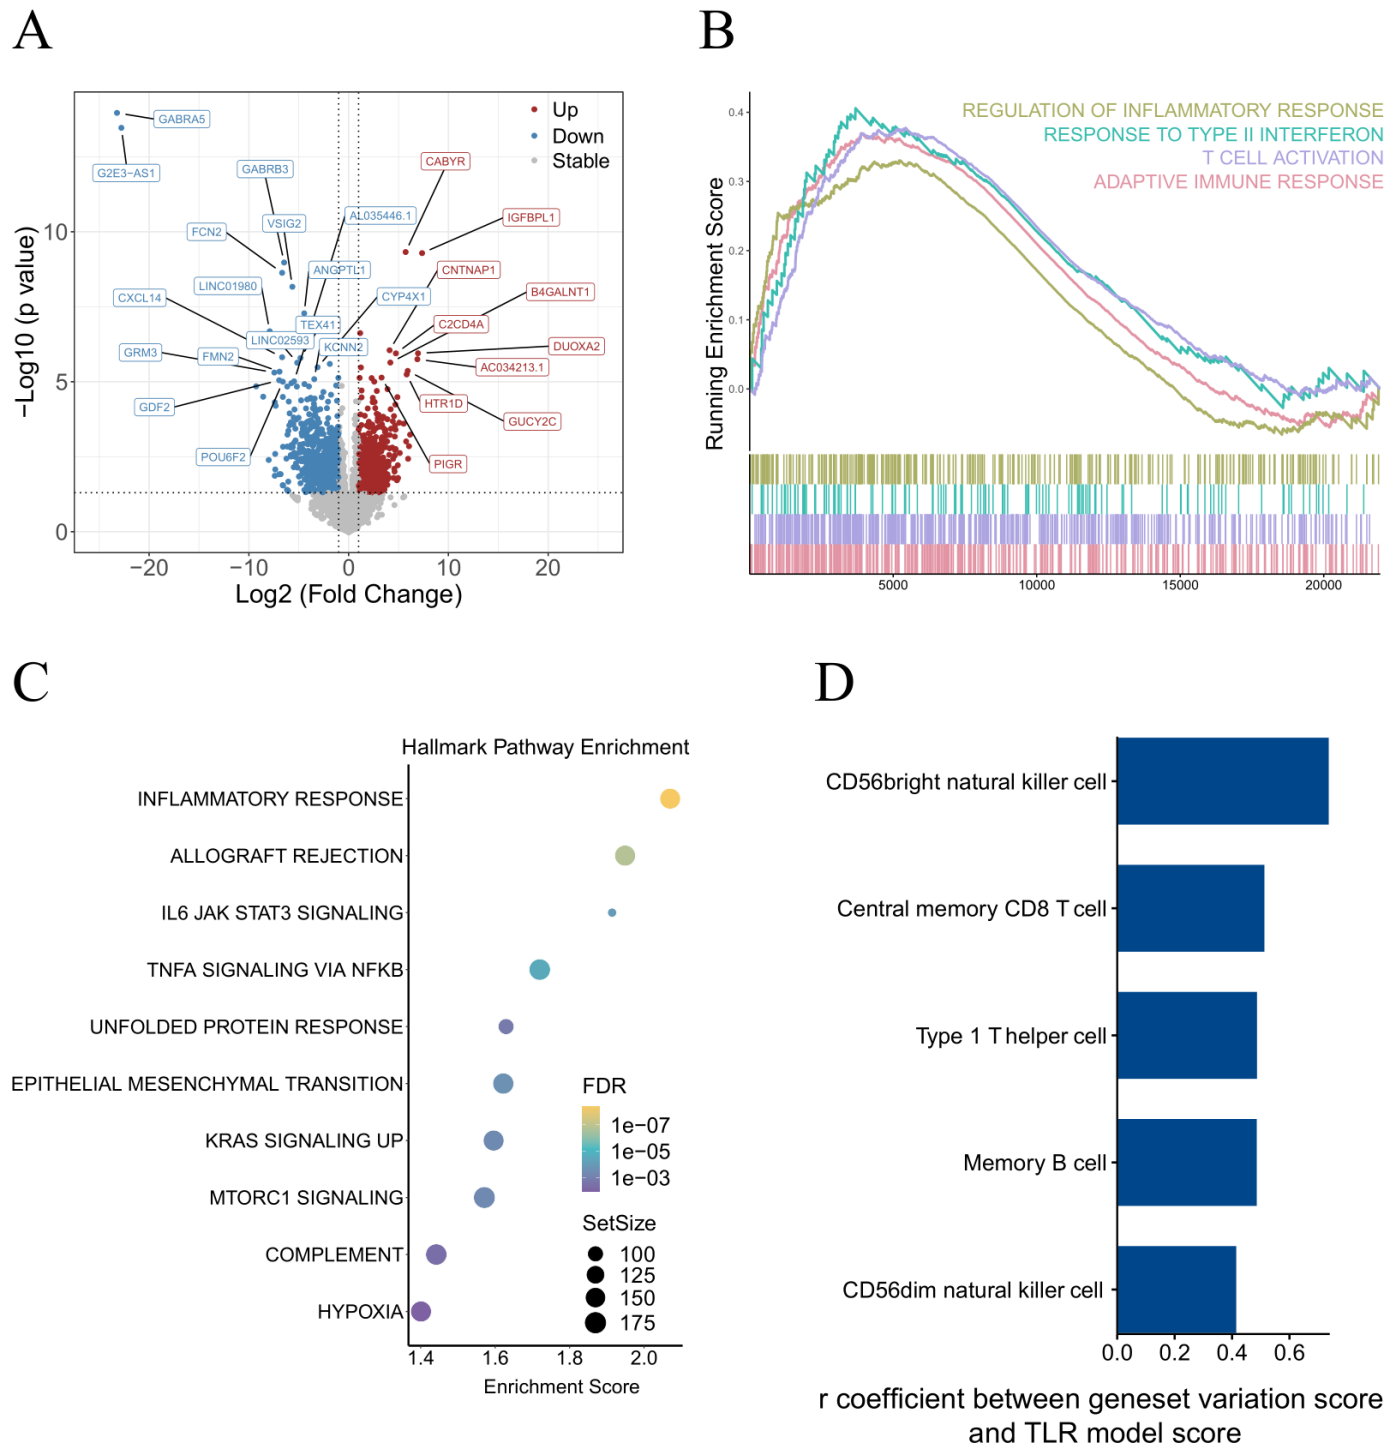 A
Up
Down
Stable
GABRA5
G2E3−AS1
GABRB3
VSIG2
FCN2
AL035446.1
CABYR
IGFBPL1
ANGPTL1
CNTNAP1
LINC01980
CXCL14
CYP4X1
B4GALNT1
TEX41
C2CD4A
LINC02593
KCNN2
DUOXA2
GRM3
FMN2
AC034213.1
GDF2
HTR1D
GUCY2C
POU6F2
PIGR
−Log10 (p value)
10
5
0
−20
−10
0
10
20
Log2 (Fold Change)
B
REGULATION OF INFLAMMATORY RESPONSE
RESPONSE TO TYPE II INTERFERON
T CELL ACTIVATION
ADAPTIVE IMMUNE RESPONSE
Running Enrichment Score
0.4
0.3
0.2
0.1
0.0
5000
10000
15000
20000
C
Hallmark Pathway Enrichment
INFLAMMATORY RESPONSE
ALLOGRAFT REJECTION
IL6 JAK STAT3 SIGNALING
TNFA SIGNALING VIA NFKB
UNFOLDED PROTEIN RESPONSE
EPITHELIAL MESENCHYMAL TRANSITION
KRAS SIGNALING UP
MTORC1 SIGNALING
COMPLEMENT
HYPOXIA
FDR
1e−07
1e−05
1e−03
SetSize
100
125
150
175
1.4
1.6
1.8
2.0
Enrichment Score
D
CD56bright natural killer cell
Central memory CD8 T cell
Type 1 T helper cell
Memory B cell
CD56dim natural killer cell
0.0
0.2
0.4
0.6
r coefficient between geneset variation score
and TLR model score